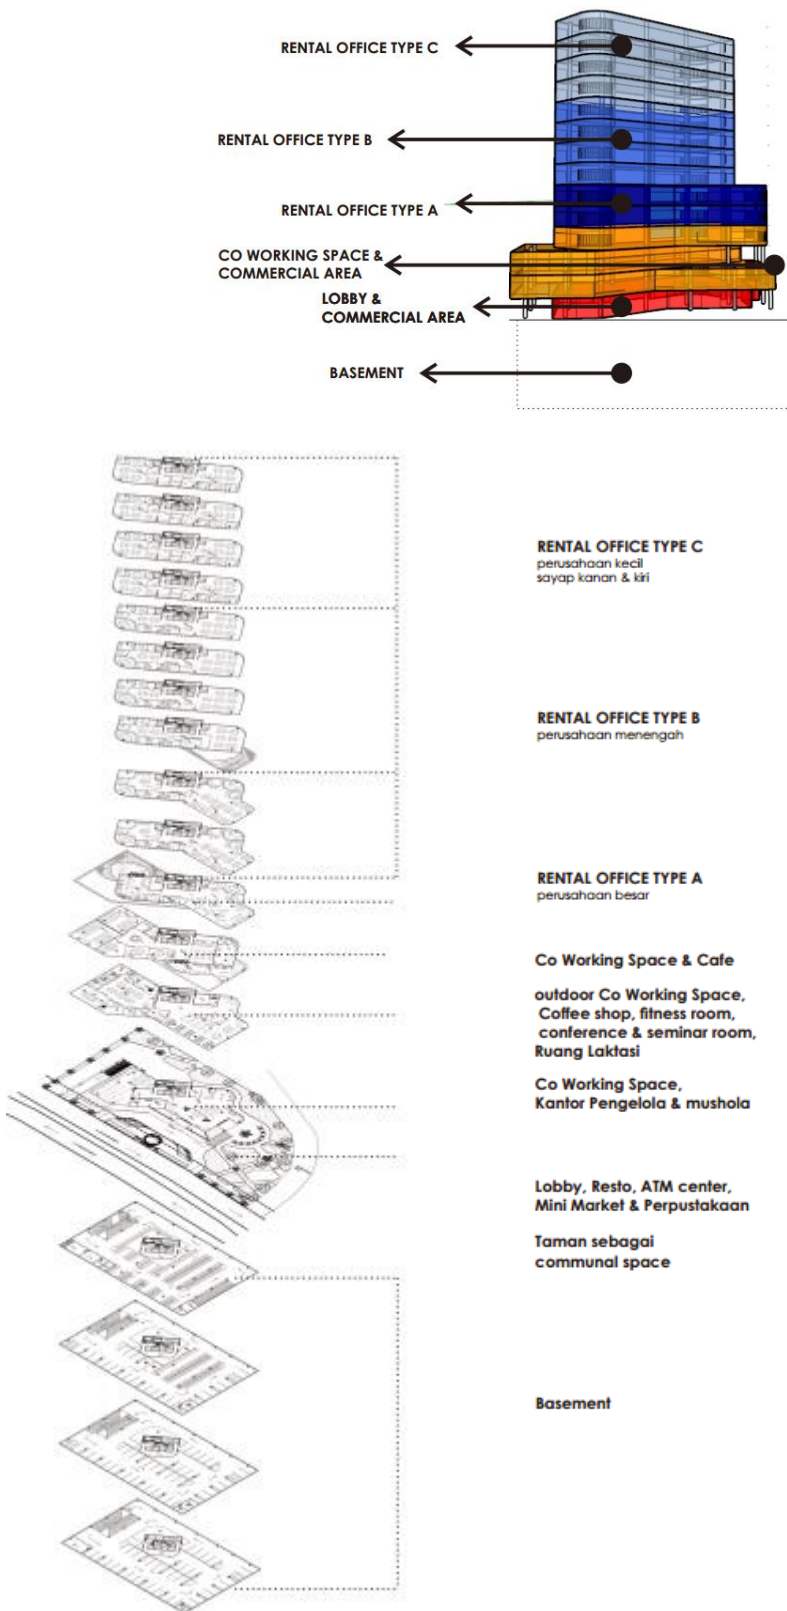 RENTAL OFFICE TYPE C
RENTAL OFFICE TYPE B
RENTAL OFFICE TYPE A
CO WORKING SPACE &
COMMERCIAL AREA
LOBBY &
COMMERCIAL AREA
BASEMENT
RENTAL OFFICE TYPE C
perusahaan kecil
sayap kanan & kiri
RENTAL OFFICE TYPE B
perusahaan menengah
RENTAL OFFICE TYPE A
perusahaan besar
Co Working Space & Cafe
outdoor Co Working Space,
Coffee shop, fitness room,
conference & seminar room,
Ruang Laktasi
Co Working Space,
Kantor Pengelola & mushola
Lobby, Resto, ATM center,
Mini Market & Perpustakaan
Taman sebagai
communal space
Basement